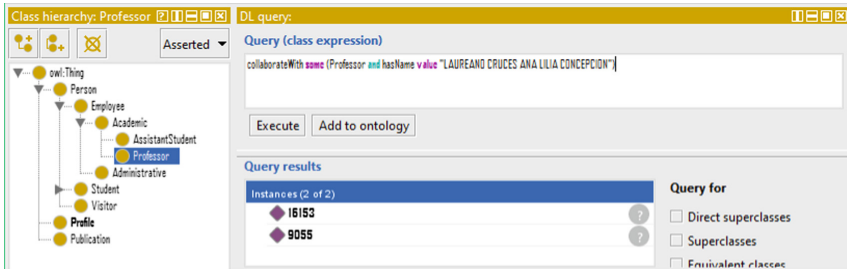 Class hierarchy: Professor
Asserted
owl:Thing
Person
Employee
Academic
AssistantStudent
Professor
Administrative
Student
Visitor
Profile
Publication
DL query:
Query (class expression)
collaborateWith some (Professor and hasName value "LAUREANO CRUCES ANA LILIA CONCEPCION")
Execute
Add to ontology
Query results
Instances (2 of 2)
16153
?
9055
?
Query for
Direct superclasses
Superclasses
Equivalent classes